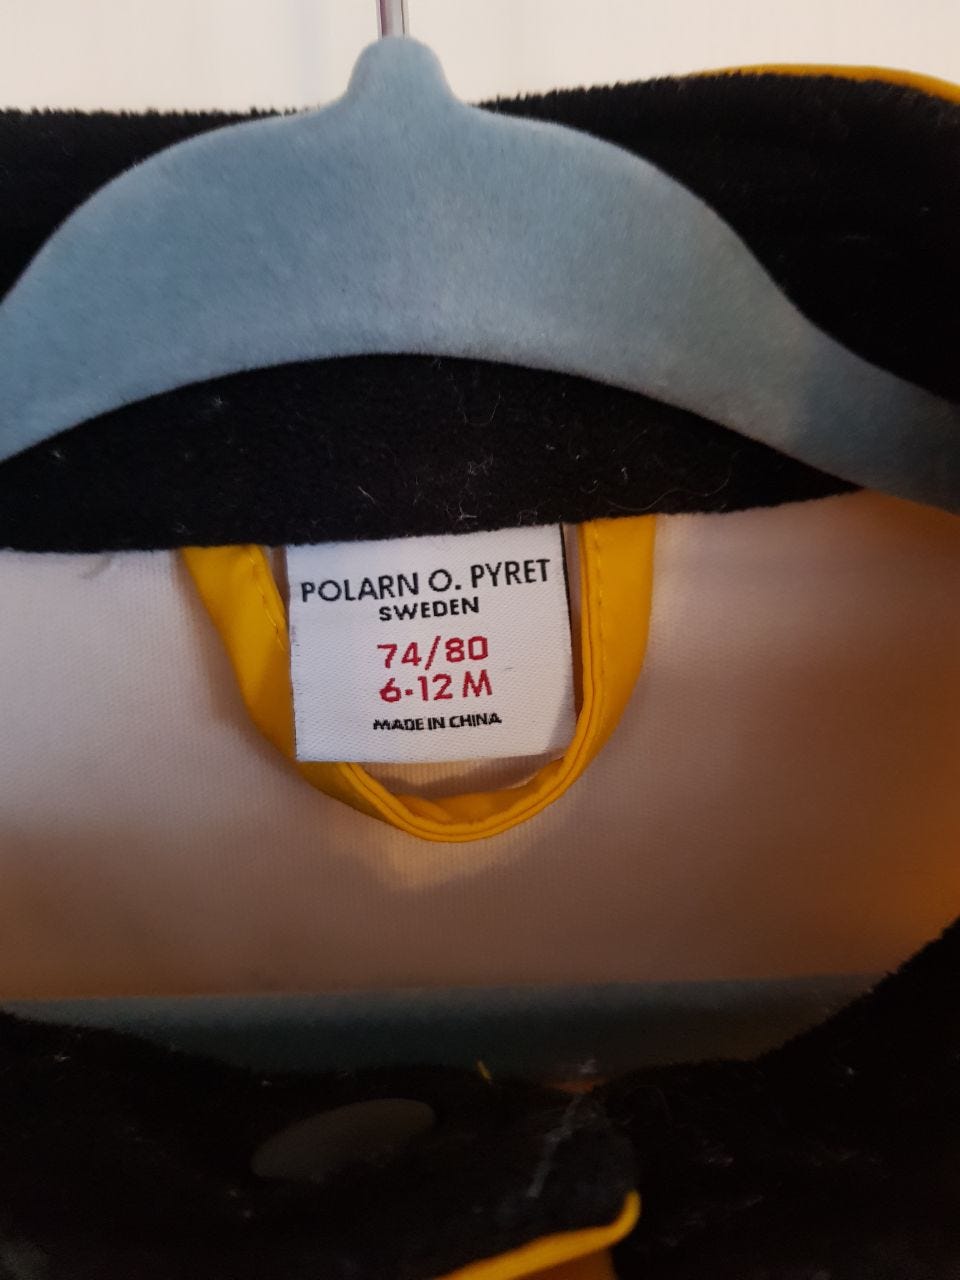 POLARN O. PYRET
SWEDEN
74/80
6-12 M
MADE IN CHINA